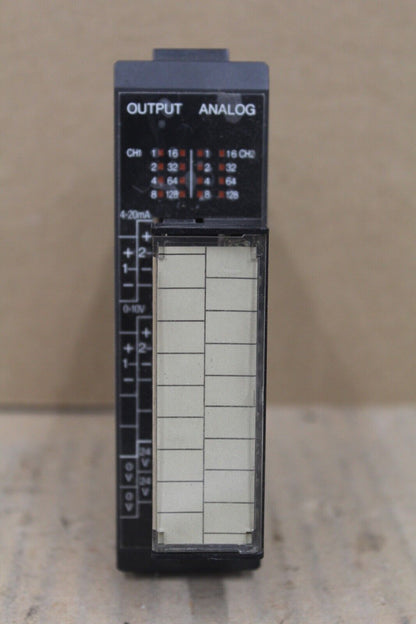 OUTPUT ANALOG
CH1 1 16 1 16 CH2
2 32 2 32
4 64 4 64
8 128 8 128
4-20mA
+
+ 2
1 -
-
0-10V
+
+ 2
1 -
-
24V
0V
24V
0V